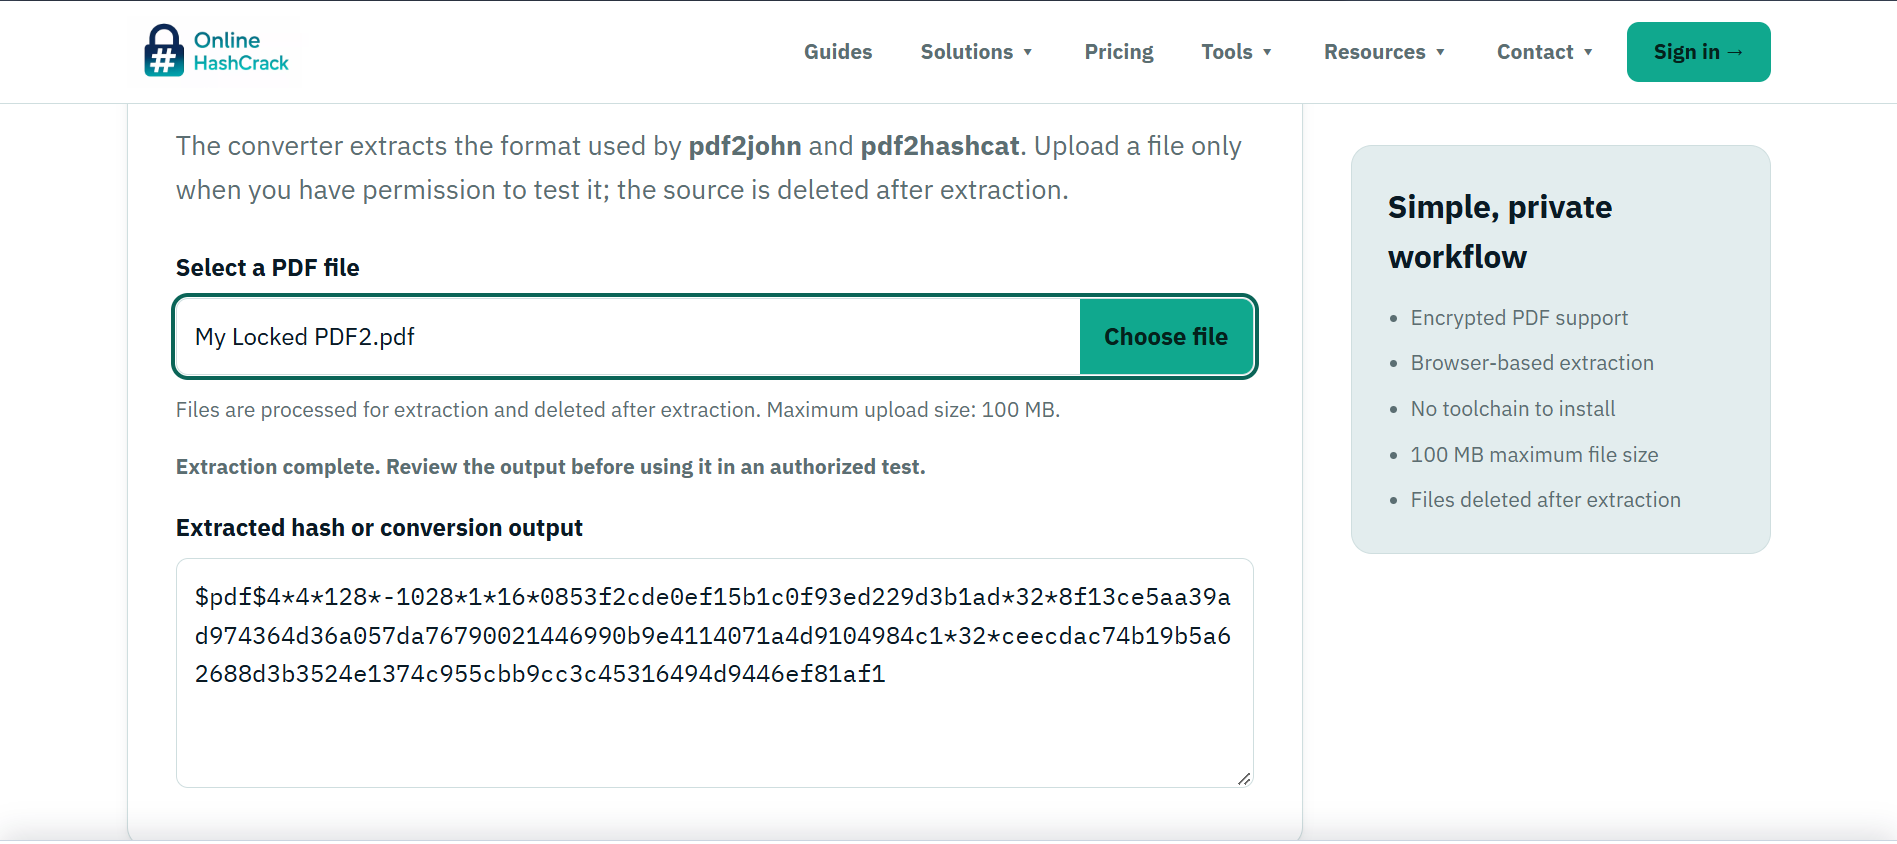 Online
HashCrack
Guides
Solutions ▼
Pricing
Tools ▼
Resources ▼
Contact ▼
Sign in →
The converter extracts the format used by pdf2john and pdf2hashcat. Upload a file only
when you have permission to test it; the source is deleted after extraction.
Select a PDF file
My Locked PDF2.pdf
Choose file
Files are processed for extraction and deleted after extraction. Maximum upload size: 100 MB.
Extraction complete. Review the output before using it in an authorized test.
Extracted hash or conversion output
$pdf$4*4*128*-1028*1*16*0853f2cde0ef15b1c0f93ed229d3b1ad*32*8f13ce5aa39a
d974364d36a057da76790021446990b9e4114071a4d9104984c1*32*ceecdac74b19b5a6
2688d3b3524e1374c955cbb9cc3c45316494d9446ef81af1
Simple, private
workflow
• Encrypted PDF support
• Browser-based extraction
• No toolchain to install
• 100 MB maximum file size
• Files deleted after extraction